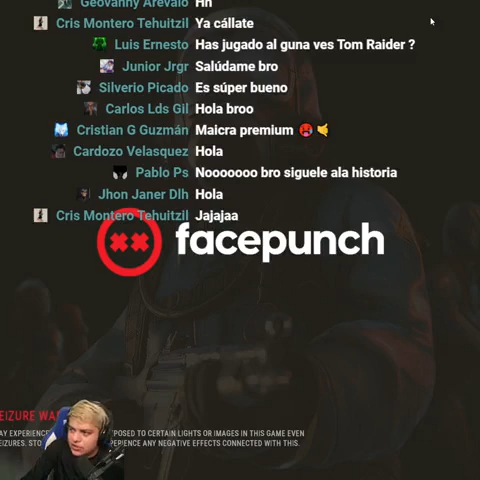 Geovanny Arevalo Hn
Cris Montero Tehuitzil Ya cállate
Luis Ernesto Has jugado al guna ves Tom Raider ?
Junior Jrgr Salúdame bro
Silverio Picado Es súper bueno
Carlos Lds Gil Hola broo
Cristian G Guzmán Maicra premium 🥵🤙
Cardozo Velasquez Hola
Pablo Ps Nooooooo bro siguele ala historia
Jhon Janer Dlh Hola
Cris Montero Tehuitzil Jajajaa
facepunch
EIZURE WA
AY EXPERIENC POSED TO CERTAIN LIGHTS OR IMAGES IN THIS GAME EVEN
EIZURES. STO PERIENCE ANY NEGATIVE EFFECTS CONNECTED WITH THIS.